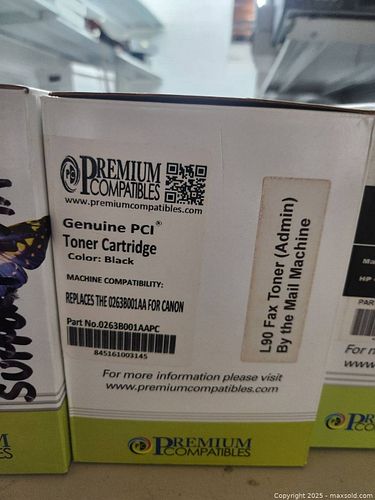 PREMIUM
COMPATIBLES
www.premiumcompatibles.com
Genuine PCI®
Toner Cartridge
Color: Black
MACHINE COMPATIBILITY:
REPLACES THE 0263B001AA FOR CANON
Part No.0263B001AAPC
845161003145
L90 Fax Toner (Admin)
By the Mail Machine
For more information please visit
www.premiumcompatibles.com
PREMIUM
COMPATIBLES
HP
PAR
For
www
P
Copyright 2025 - maxsold.com